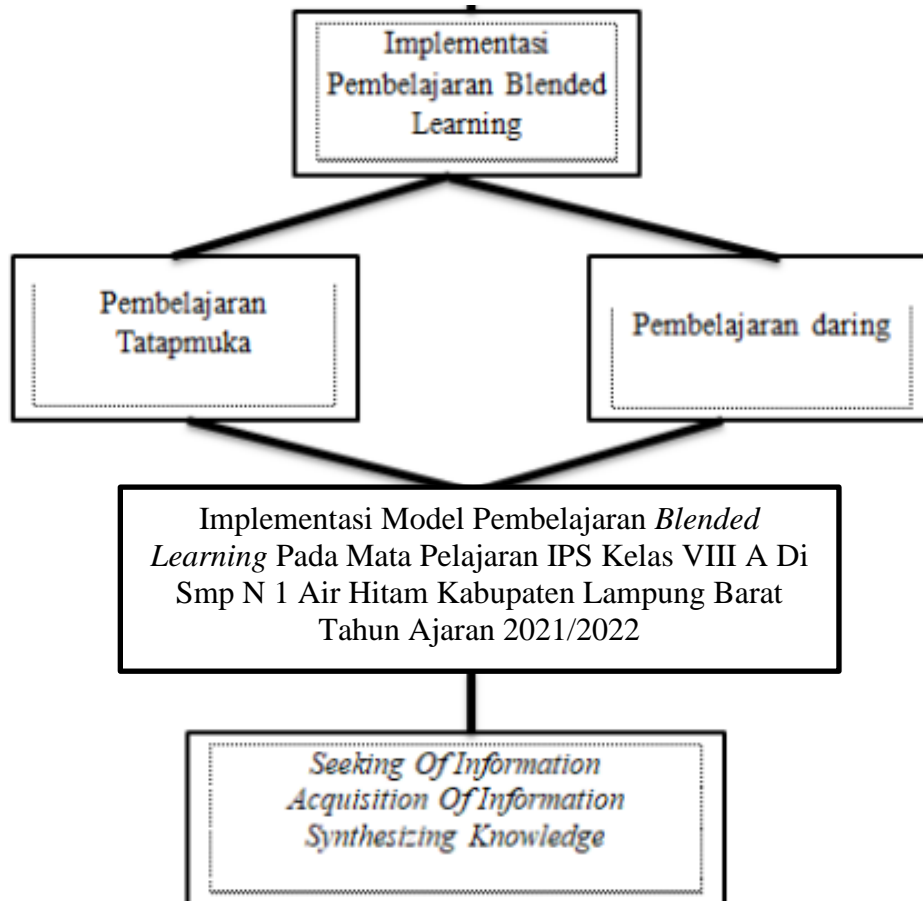 Implementasi
Pembelajaran Blended
Learning
Pembelajaran
Tatapmuka
Pembelajaran daring
Implementasi Model Pembelajaran Blended
Learning Pada Mata Pelajaran IPS Kelas VIII A Di
Smp N 1 Air Hitam Kabupaten Lampung Barat
Tahun Ajaran 2021/2022
Seeking Of Information
Acquisition Of Information
Synthesizing Knowledge